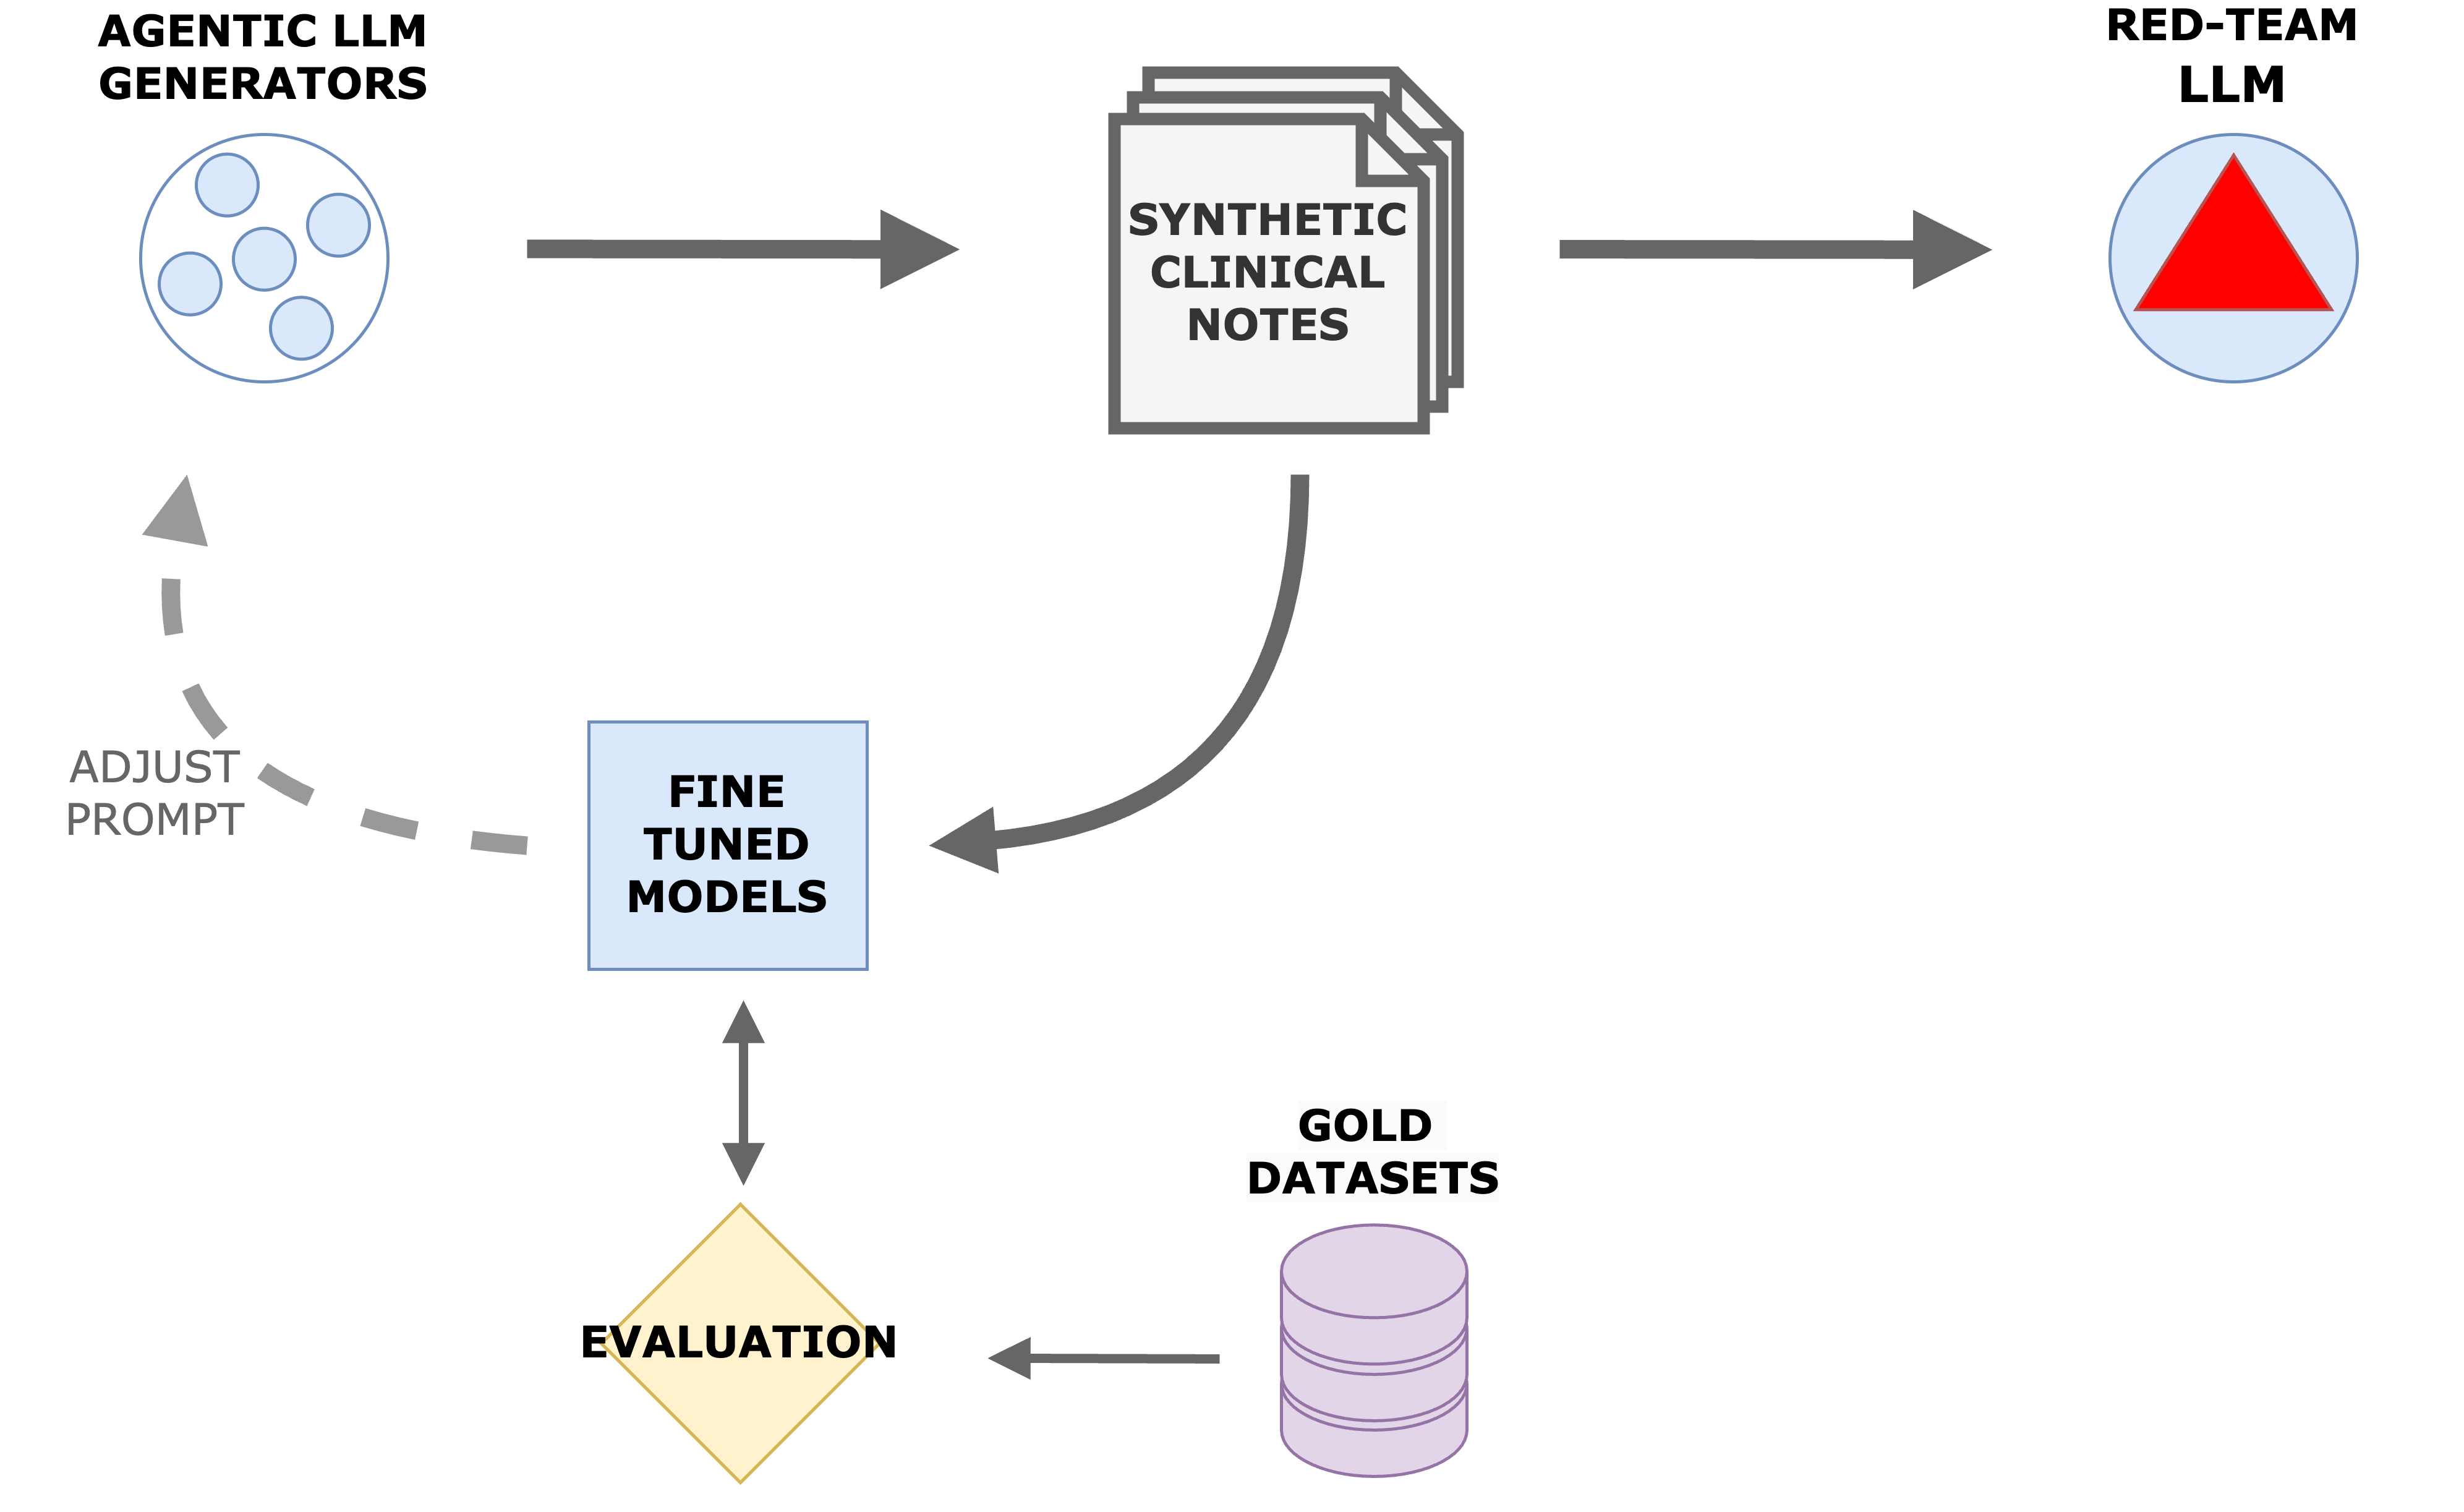 AGENTIC LLM
GENERATORS
SYNTHETIC
CLINICAL
NOTES
RED-TEAM
LLM
ADJUST
PROMPT
FINE
TUNED
MODELS
GOLD
DATASETS
EVALUATION